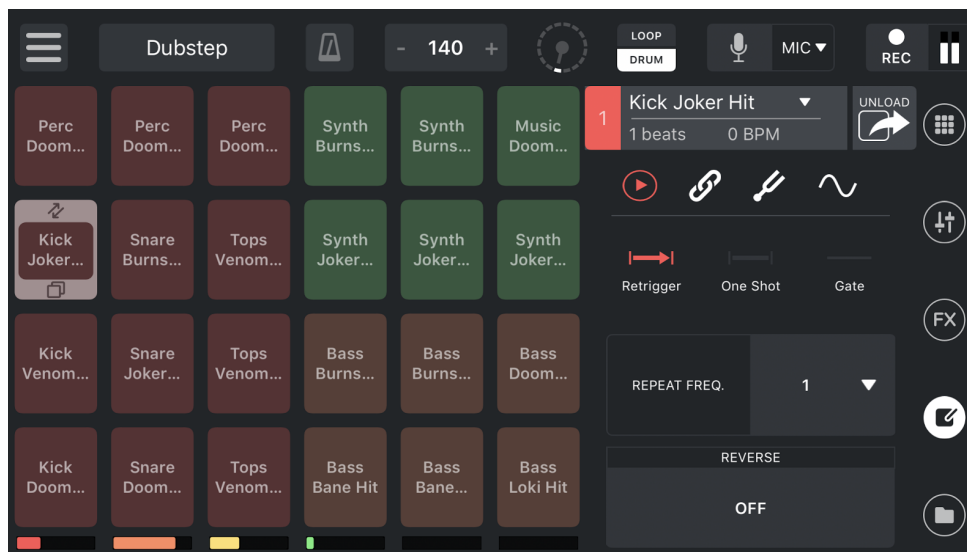 Dubstep
- 140 +
LOOP
DRUM
MIC ▼
REC
Perc
Doom...
Perc
Doom...
Perc
Doom...
Synth
Burns...
Synth
Burns...
Music
Doom...
Kick
Joker...
Snare
Burns...
Tops
Venom...
Synth
Joker...
Synth
Joker...
Synth
Joker...
Kick
Venom...
Snare
Joker...
Tops
Venom...
Bass
Burns...
Bass
Burns...
Bass
Doom...
Kick
Doom...
Snare
Doom...
Tops
Venom...
Bass
Bane Hit
Bass
Bane...
Bass
Loki Hit
1
Kick Joker Hit ▼
1 beats 0 BPM
UNLOAD
Retrigger One Shot Gate
REPEAT FREQ. 1 ▼
REVERSE
OFF
FX